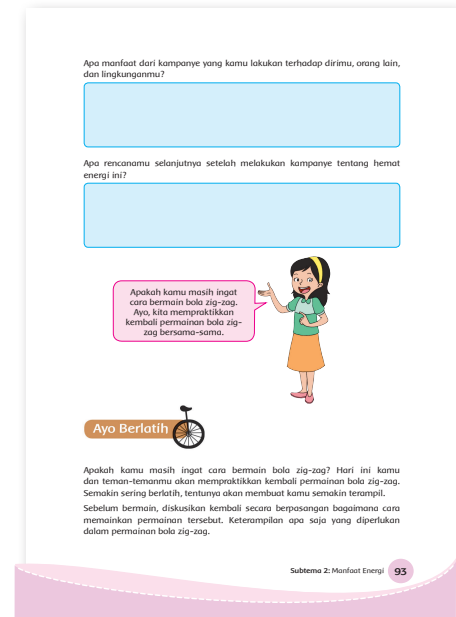 Apa manfaat dari kampanye yang kamu lakukan terhadap dirimu, orang lain,
dan lingkunganmu?
Apa rencanamu selanjutnya setelah melakukan kampanye tentang hemat
energi ini?
Apakah kamu masih ingat
cara bermain bola zig-zag.
Ayo, kita mempraktikkan
kembali permainan bola zig-
zag bersama-sama.
Ayo Berlatih
Apakah kamu masih ingat cara bermain bola zig-zag? Hari ini kamu
dan teman-temanmu akan mempraktikkan kembali permainan bola zig-zag.
Semakin sering berlatih, tentunya akan membuat kamu semakin terampil.
Sebelum bermain, diskusikan kembali secara berpasangan bagaimana cara
memainkan permainan tersebut. Keterampilan apa saja yang diperlukan
dalam permainan bola zig-zag.
Subtema 2: Manfaat Energi 93